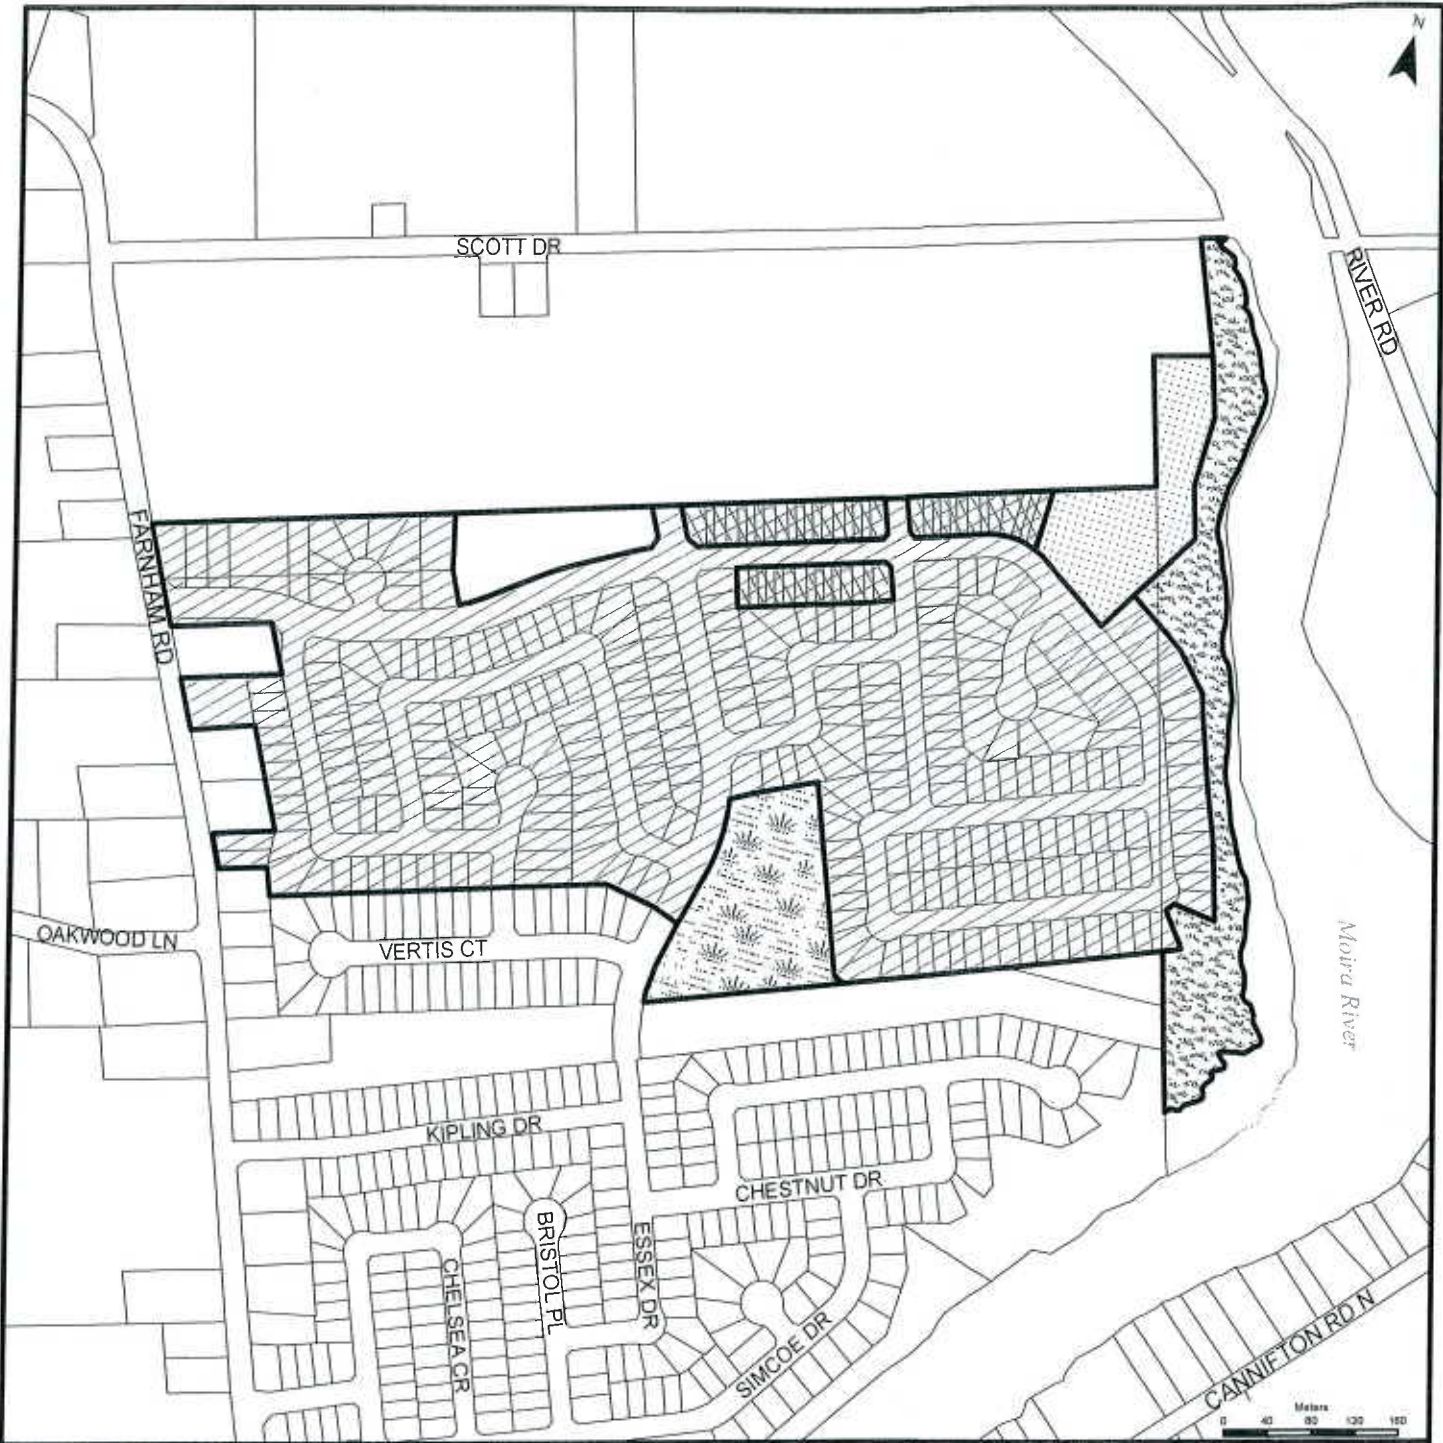 N
SCOTT DR
RIVER RD
FARNHAM RD
OAKWOOD LN
VERTIS CT
Moira River
KIPLING DR
CHESTNUT DR
BRISTOL PL
ESSEX DR
CHELSEA CR
SIMCOE DR
CANNIFTON RD N
Meters
0 40 80 120 160